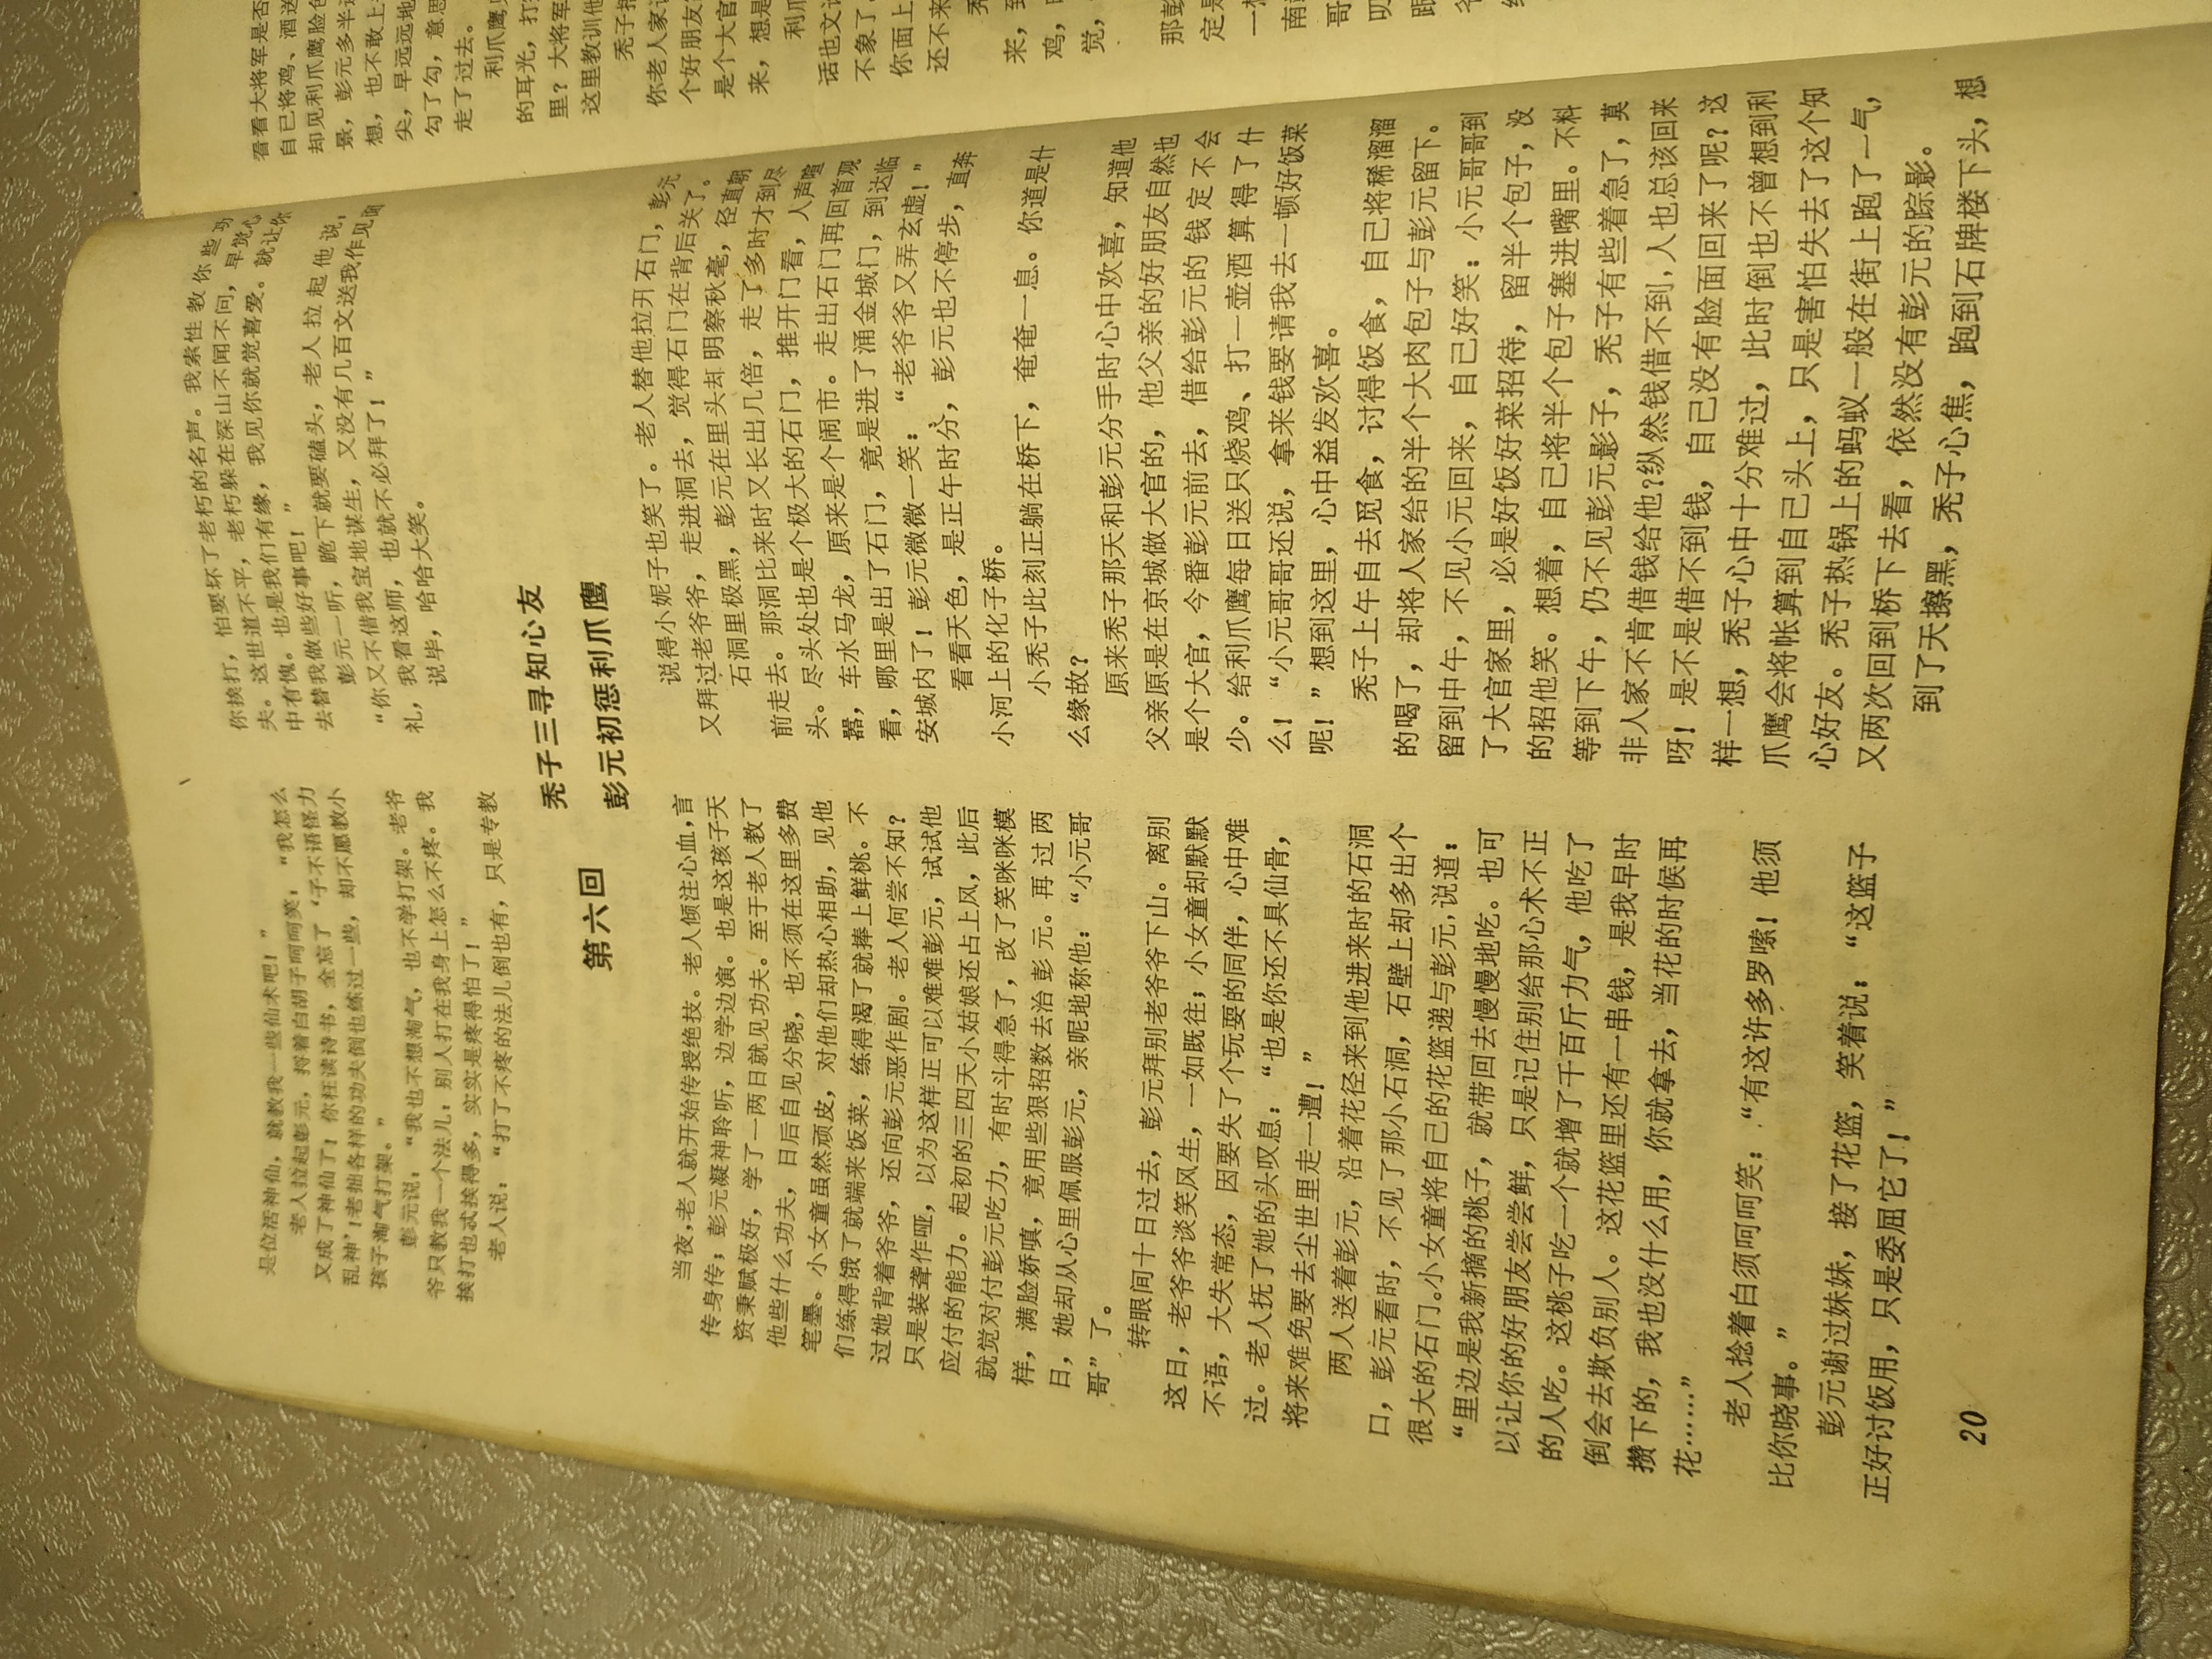 是位活神仙，就教我一些仙术吧！”
老人拉起彭元，捋着白胡子呵呵笑：“我怎么
又成了神仙了！你枉读诗书，全忘了‘子不语怪力
乱神’！老拙各样的功夫倒也练过一些，却不愿教小
孩子淘气打架。”
彭元说：“我也不想淘气，也不学打架。老爷
爷只教我一个法儿：别人打在我身上怎么不疼。我
挨打也忒挨得多，实实是疼得怕了！”
老人说：“打了不疼的法儿倒也有，只是专教
你挨打，怕要坏了老朽的名声。我索性教你些功
夫。这世道不平，老朽躲在深山不闻不问，早觉心
中有愧。也是我们有缘，我见你就觉喜爱。就让你
去替我做些好事吧！”
彭元一听，跪下就要磕头，老人拉起他说，
“你又不借我宝地谋生，又没有几百文送我作见面
礼，我看这师，也就不必拜了！”
说毕，哈哈大笑。
第六回
秃子三寻知心友
彭元初惩利爪鹰
当夜，老人就开始传授绝技。老人倾注心血，言
传身传，彭元凝神聆听，边学边演。也是这孩子天
资秉赋极好，学了一两日就见功夫。至于老人教了
他些什么功夫，日后自见分晓，也不须在这里多费
笔墨。小女童虽然顽皮，对他们却热心相助，见他
们练得饿了就端来饭菜，练得渴了就捧上鲜桃。不
过她背着爷爷，还向彭元恶作剧。老人何尝不知？
只是装聋作哑，以为这样正可以难难彭元，试试他
应付的能力。起初的三四天小姑娘还占上风，此后
就觉对付彭元吃力，有时斗得急了，改了笑咪咪模
样，满脸娇嗔，竟用些狠招数去治彭元。再过两
日，她却从心里佩服彭元，亲昵地称他：“小元哥
哥”了。
转眼间十日过去，彭元拜别老爷爷下山。离别
这日，老爷爷谈笑风生，一如既往；小女童却默默
不语，大失常态，因要失了个玩耍的同伴，心中难
过。老人抚了她的头叹息：“也是你还不具仙骨，
将来难免要去尘世里走一遭！”
两人送着彭元，沿着花径来到他进来时的石洞
口，彭元看时，不见了那小石洞，石壁上却多出个
很大的石门。小女童将自己的花篮递与彭元，说道：
“里边是我新摘的桃子，就带回去慢慢地吃。也可
以让你的好朋友尝尝鲜，只是记住别给那心术不正
的人吃。这桃子吃一个就增了千百斤力气，他吃了
倒会去欺负别人。这花篮里还有一串钱，是我早时
攒下的，我也没什么用，你就拿去，当花的时候再
花……”
老人捻着白须呵呵笑：“有这许多罗嗦！他须
比你晓事。”
彭元谢过妹妹，接了花篮，笑着说：“这篮子
正好讨饭用，只是委屈它了！”
说得小妮子也笑了。老人替他拉开石门，彭元
又拜过老爷爷，走进洞去，觉得石门在背后关了。
石洞里极黑，彭元在里头却明察秋毫，径直朝
前走去。那洞比来时又长出几倍，走了多时才到尽
头。尽头处也是个极大的石门，推开门看，人声喧
嚣，车水马龙，原来是个闹市。走出石门再回首观
看，哪里是出了石门，竟是进了涌金城门，到达临
安城内了！彭元微微一笑：“老爷爷又弄玄虚！”
看看天色，是正午时分，彭元也不停步，直奔
小河上的化子桥。
小秃子此刻正躺在桥下，奄奄一息。你道是什
么缘故？
原来秃子那天和彭元分手时心中欢喜，知道他
父亲原是在京城做大官的，他父亲的好朋友自然也
是个大官，今番彭元前去，借给彭元的钱定不会
少。给利爪鹰每日送只烧鸡、打一壶酒算得了什
么！“小元哥哥还说，拿来钱要请我去一顿好饭菜
呢！”想到这里，心中益发欢喜。
秃子上午自去觅食，讨得饭食，自己将稀溜溜
的喝了，却将人家给的半个大肉包子与彭元留下。
留到中午，不见小元回来，自己好笑：小元哥哥到
了大官家里，必是好饭好菜招待，留半个包子，没
的招他笑。想着，自己将半个包子塞进嘴里。不料
等到下午，仍不见彭元影子，秃子有些着急了，莫
非人家不肯借钱给他？纵然钱借不到，人也总该回来
呀！是不是借不到钱，自己没有脸面回来了呢？这
样一想，秃子心中十分难过，此时倒也不曾想到利
爪鹰会将帐算到自己头上，只是害怕失去了这个知
心好友。秃子热锅上的蚂蚁一般在街上跑了一气，
又两次回到桥下去看，依然没有彭元的踪影。
到了天擦黑，秃子心焦，跑到石牌楼下头，想
20
看看大将军是否
自己将鸡、酒送
却见利爪鹰脸色
景，彭元多半
想，也不敢上
尖，早远远地
勾了勾，意思
走了过去。
利爪鹰
的耳光，打
里？大将军
这里教训他
秃子
你老人家
个好朋友
是个大官
来，想是
利爪
话也文
不象了
你面上
还不来
来，到
鸡，
觉，
那彭
定是
一想
南
哥
叨
跟